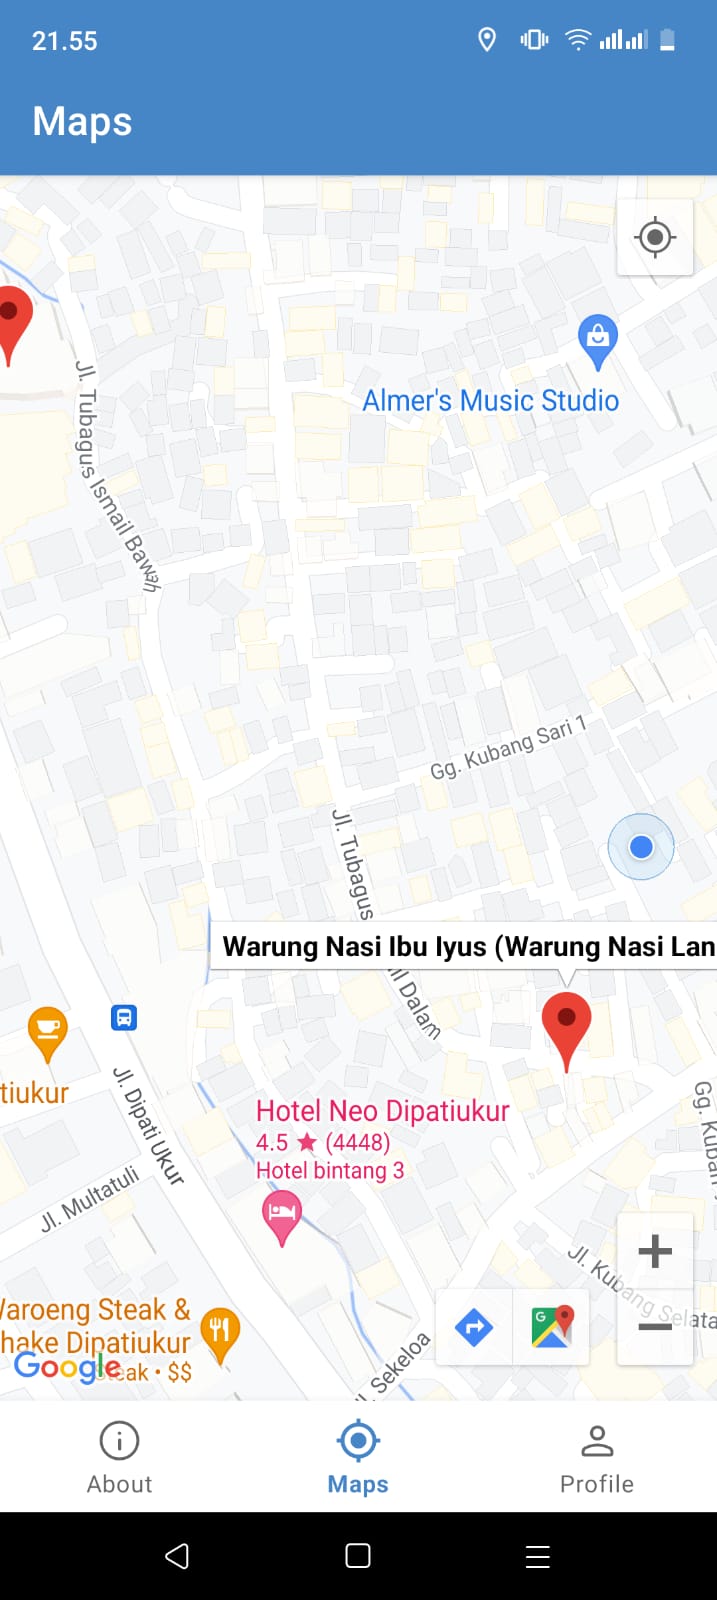 21.55
Maps
Almer's Music Studio
Jl. Tubagus Ismail Bawah
Gg. Kubang Sari 1
Jl. Tubagus
il Dalam
Warung Nasi Ibu Iyus (Warung Nasi Lan
tiukur
Jl. Dipati Ukur
Hotel Neo Dipatiukur
4.5 ★ (4448)
Hotel bintang 3
Gg. Kuban
Jl. Multatuli
Jl. Kubang Selata
Waroeng Steak &
hake Dipatiukur
eak • $$
Google
Jl. Sekeloa
G
About
Maps
Profile